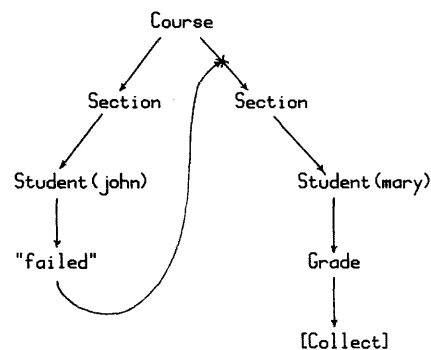 Course
Section Section
Student(john) Student(mary)
"failed" Grade
[Collect]